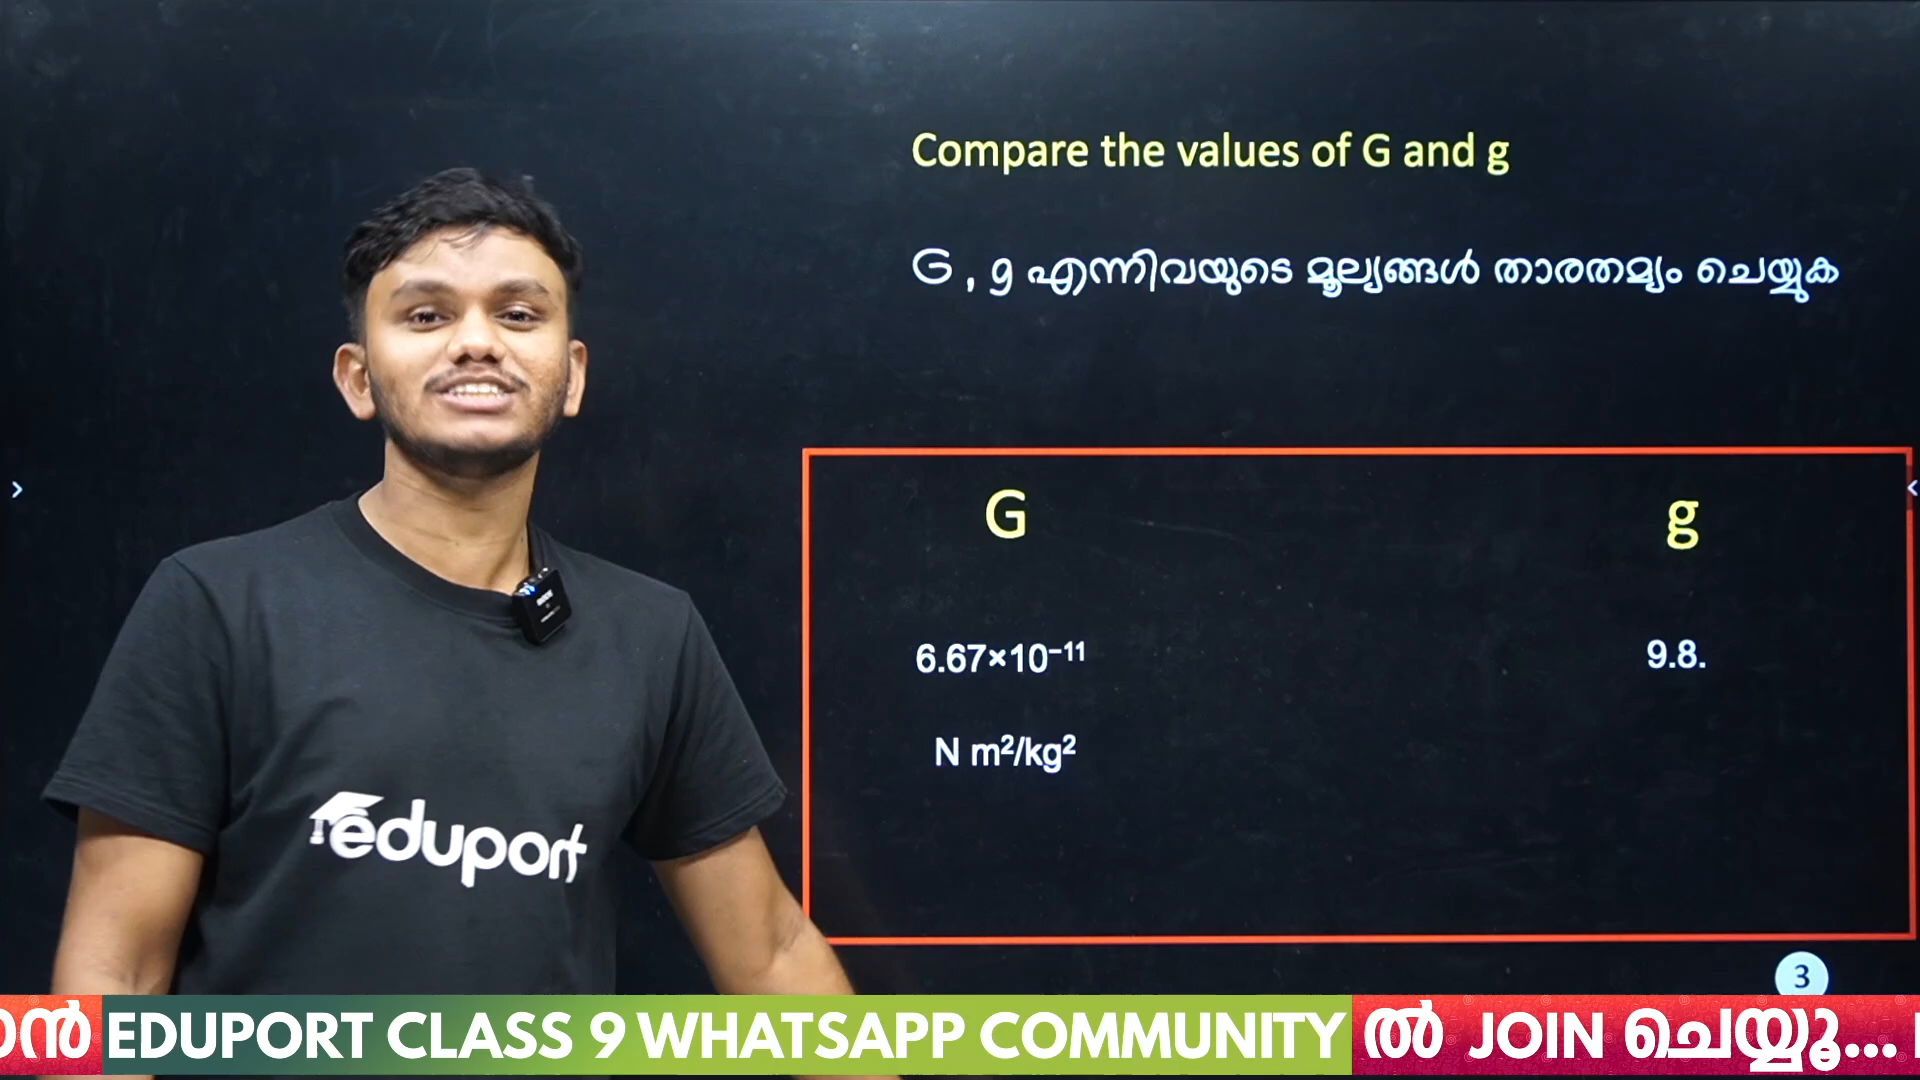 Compare the values of G and g
G , g എന്നിവയുടെ മൂല്യങ്ങൾ താരതമ്യം ചെയ്യുക
G g
6.67×10⁻¹¹ 9.8.
N m²/kg²
eduport
3
EDUPORT CLASS 9 WHATSAPP COMMUNITY ൽ JOIN ചെയ്യൂ...